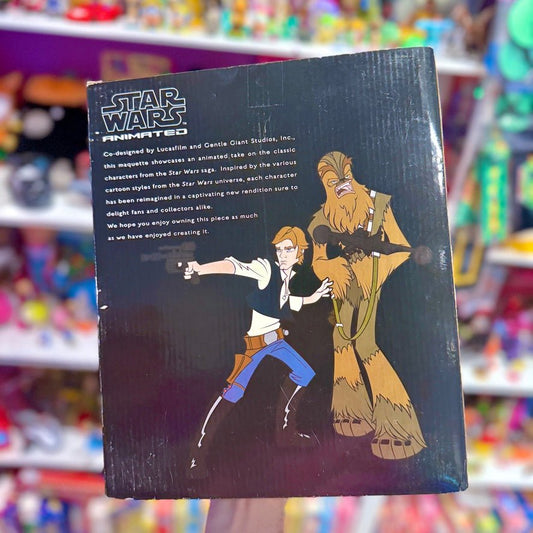 STAR
WARS
ANIMATED
Co-designed by Lucasfilm and Gentle Giant Studios, Inc.,
this maquette showcases an animated take on the classic
characters from the Star Wars saga. Inspired by the various
cartoon styles from the Star Wars universe, each character
has been reimagined in a captivating new rendition sure to
delight fans and collectors alike.
We hope you enjoy owning this piece as much
as we have enjoyed creating it.